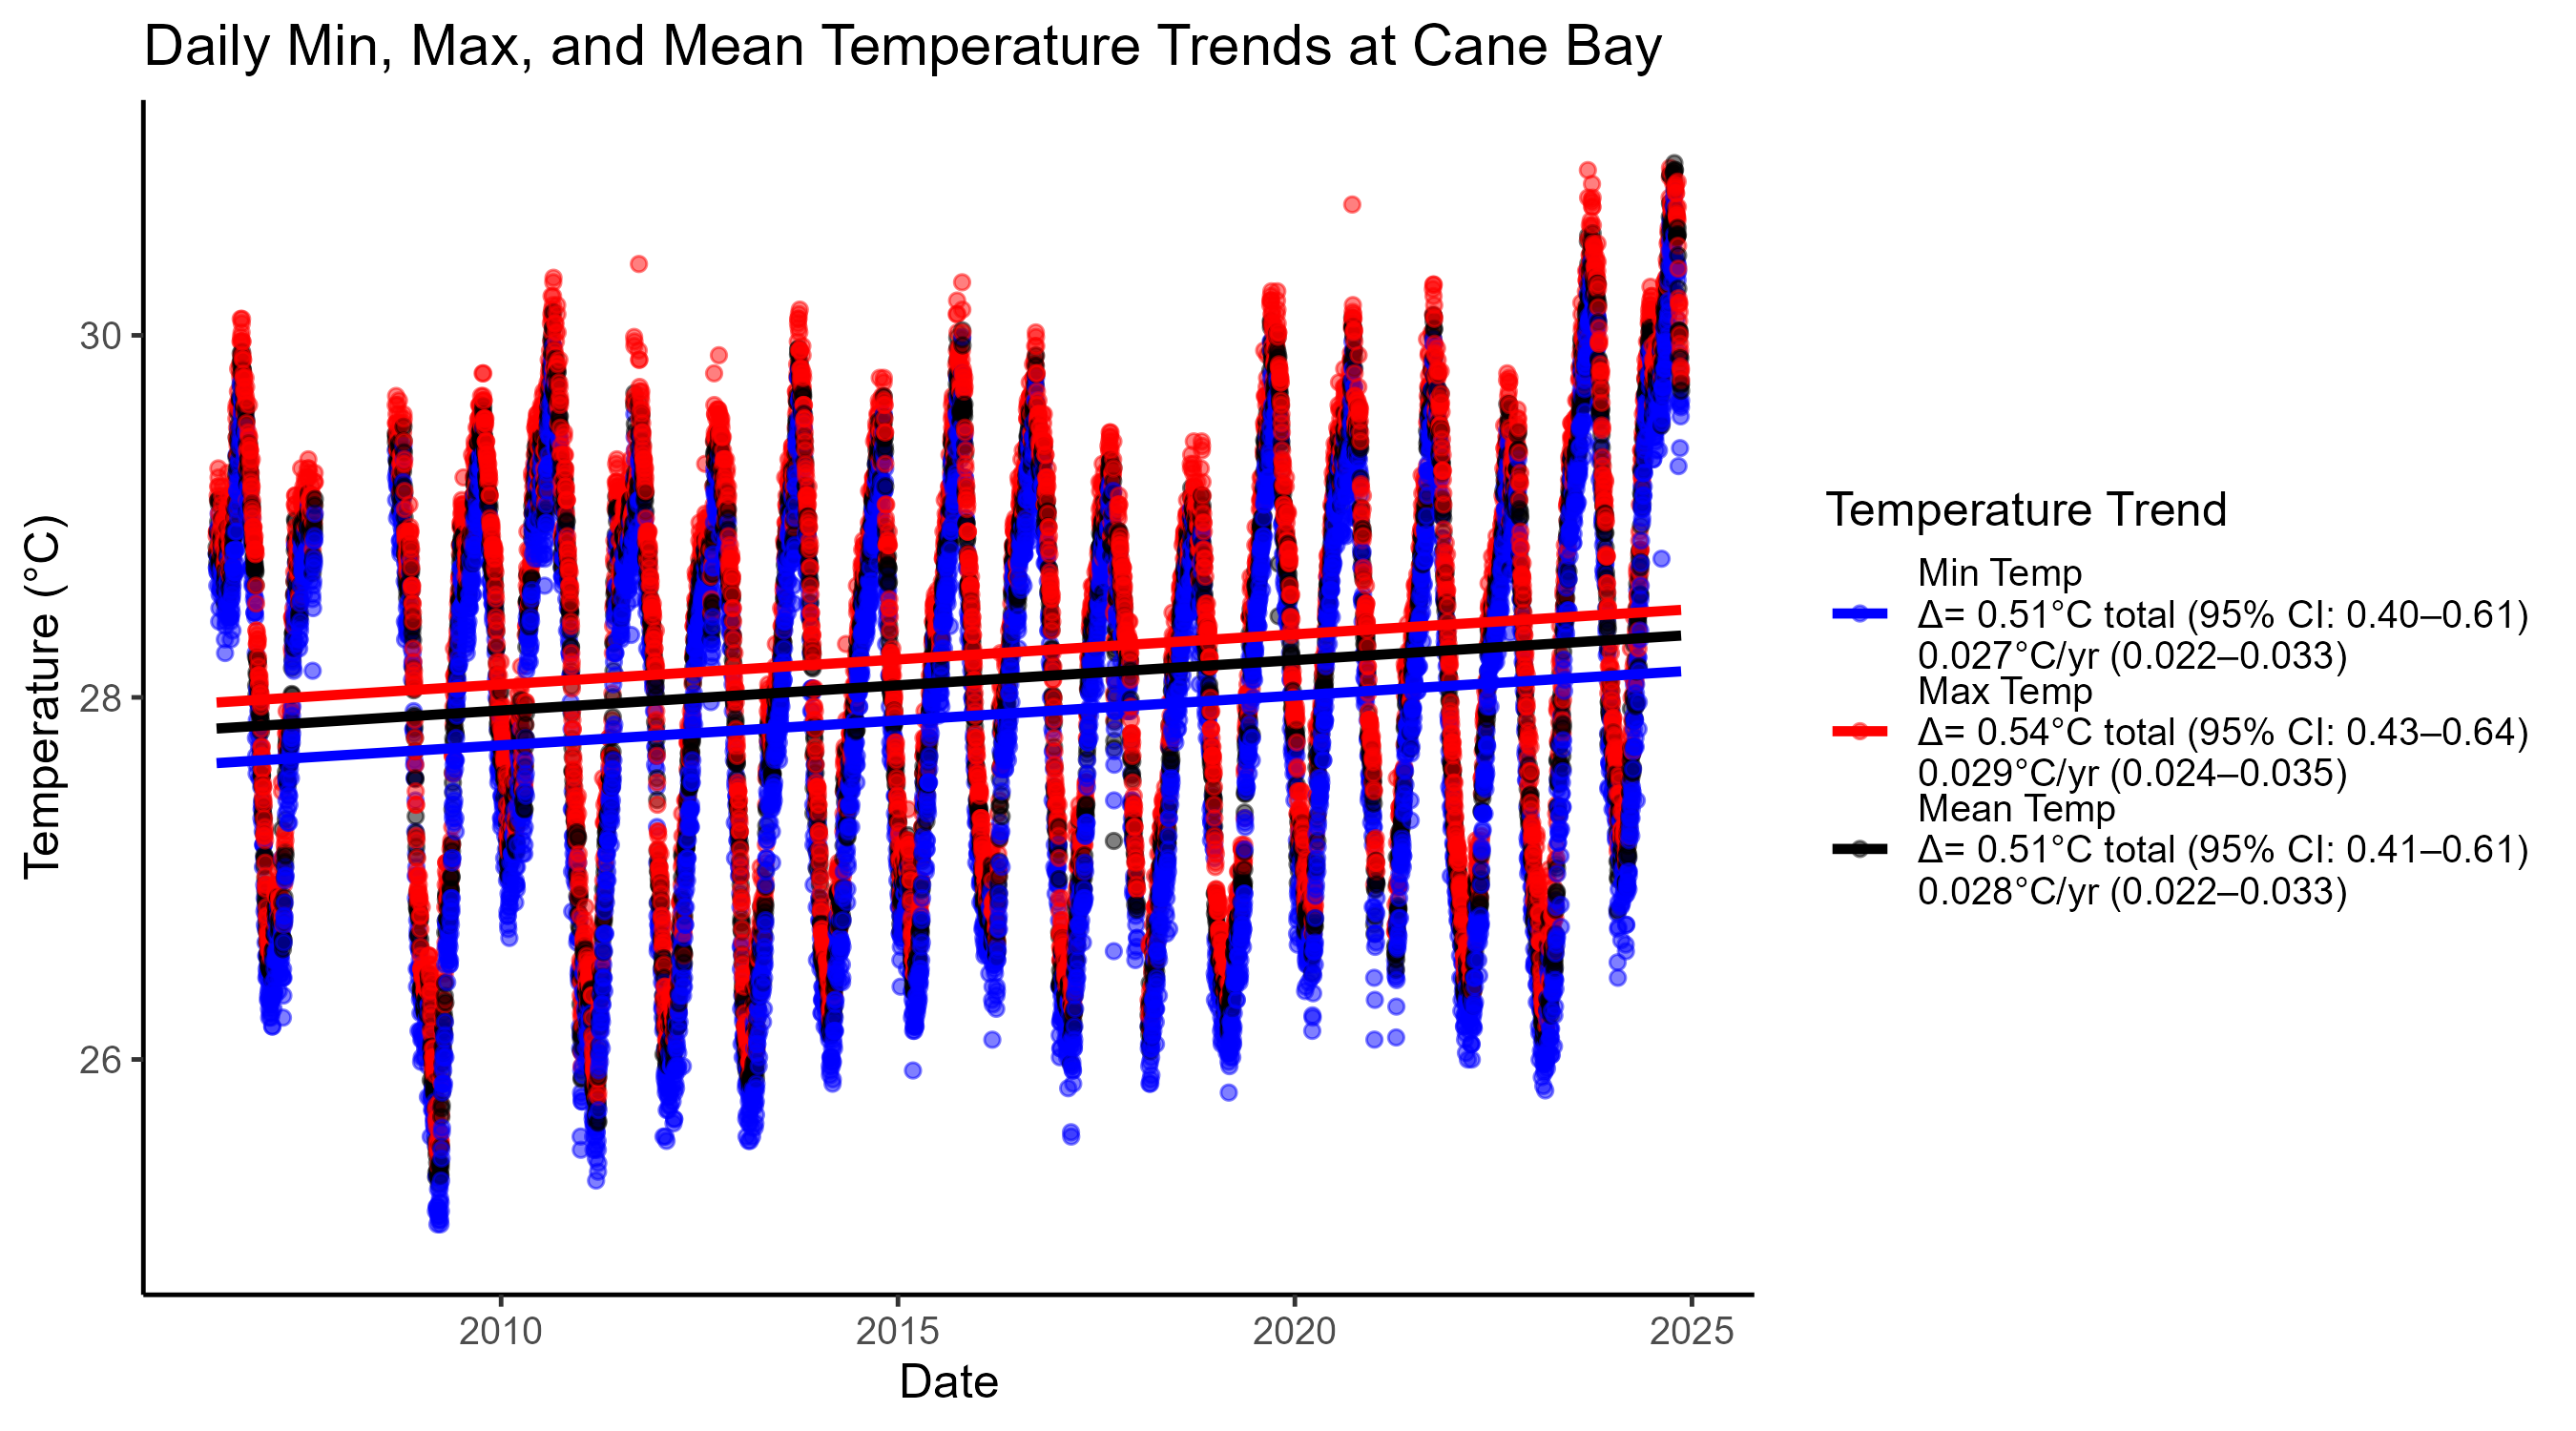 Daily Min, Max, and Mean Temperature Trends at Cane Bay
Temperature (°C)
30
28
26
2010
2015
2020
2025
Date
Temperature Trend
Min Temp
Δ= 0.51°C total (95% CI: 0.40–0.61)
0.027°C/yr (0.022–0.033)
Max Temp
Δ= 0.54°C total (95% CI: 0.43–0.64)
0.029°C/yr (0.024–0.035)
Mean Temp
Δ= 0.51°C total (95% CI: 0.41–0.61)
0.028°C/yr (0.022–0.033)